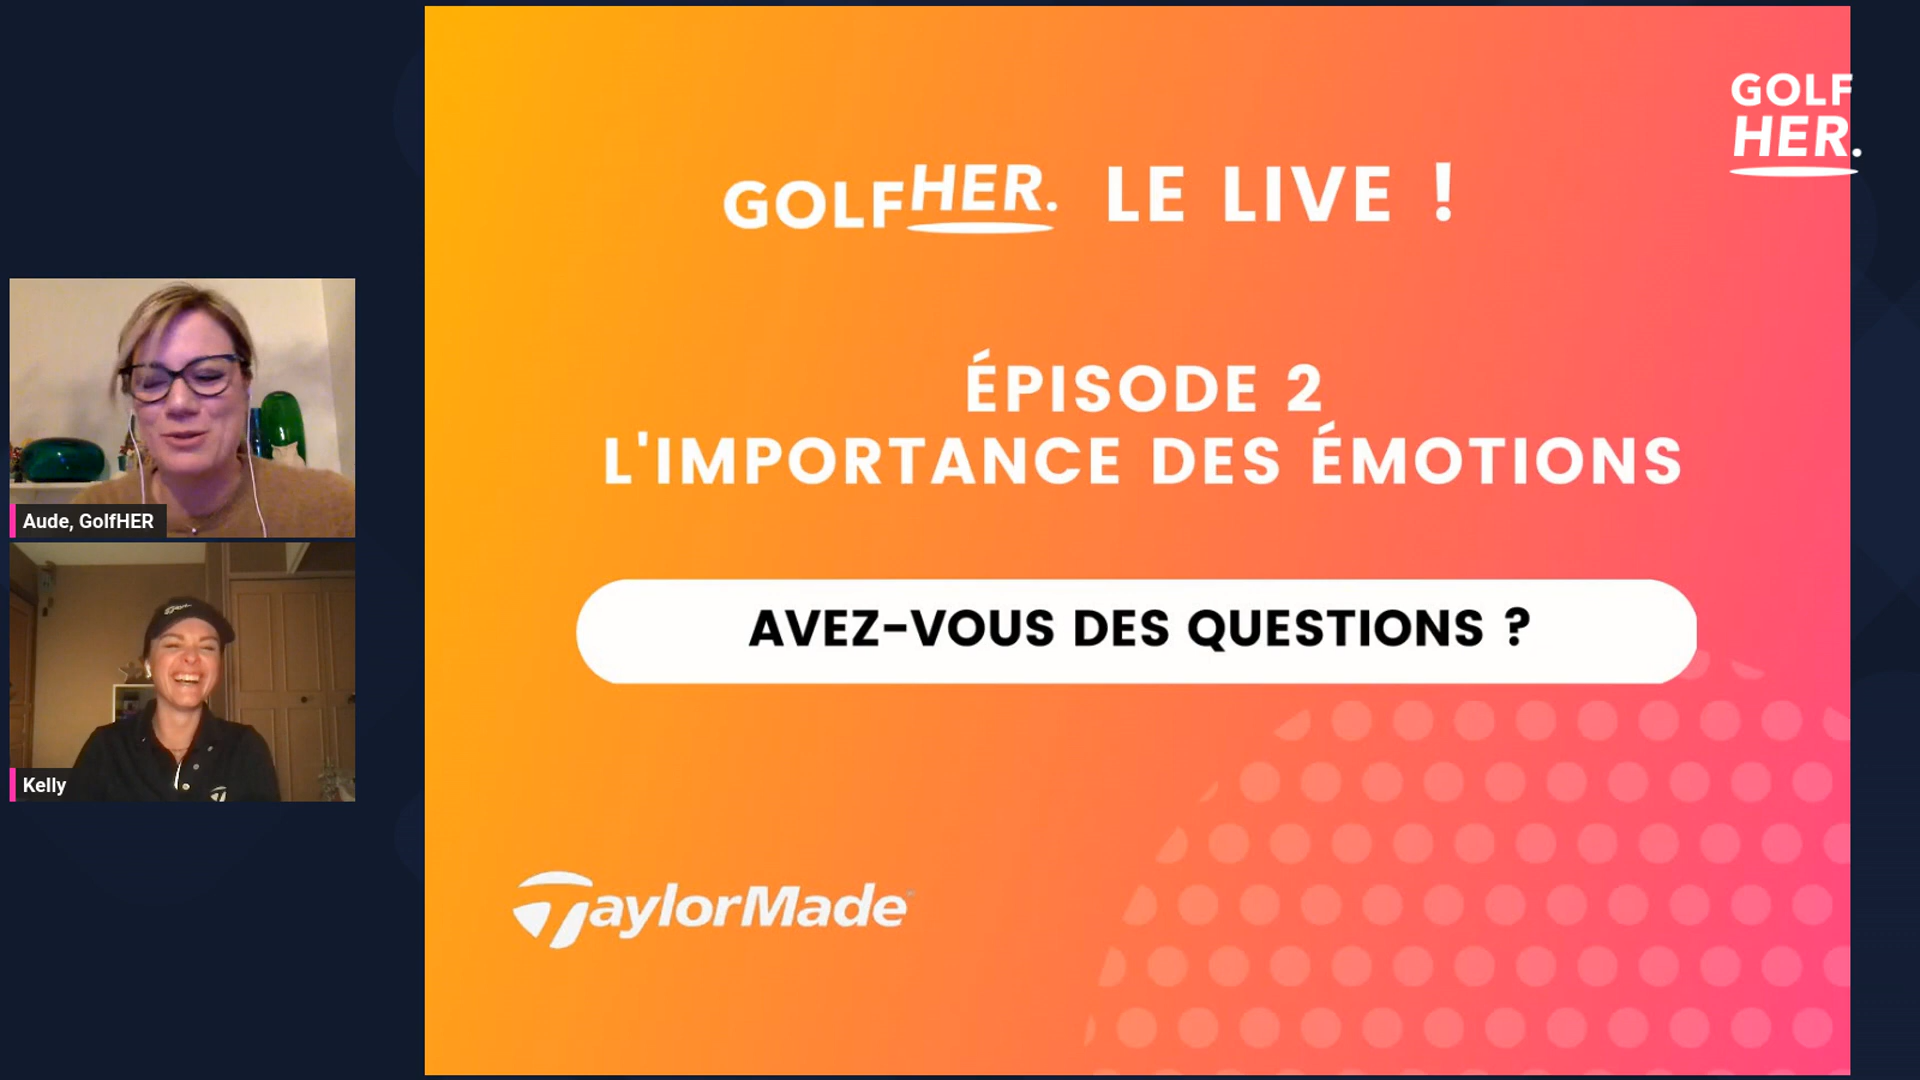 GOLF
HER.
GOLFHER. LE LIVE !
ÉPISODE 2
L'IMPORTANCE DES ÉMOTIONS
AVEZ-VOUS DES QUESTIONS ?
Aude, GolfHER
Kelly
TaylorMade